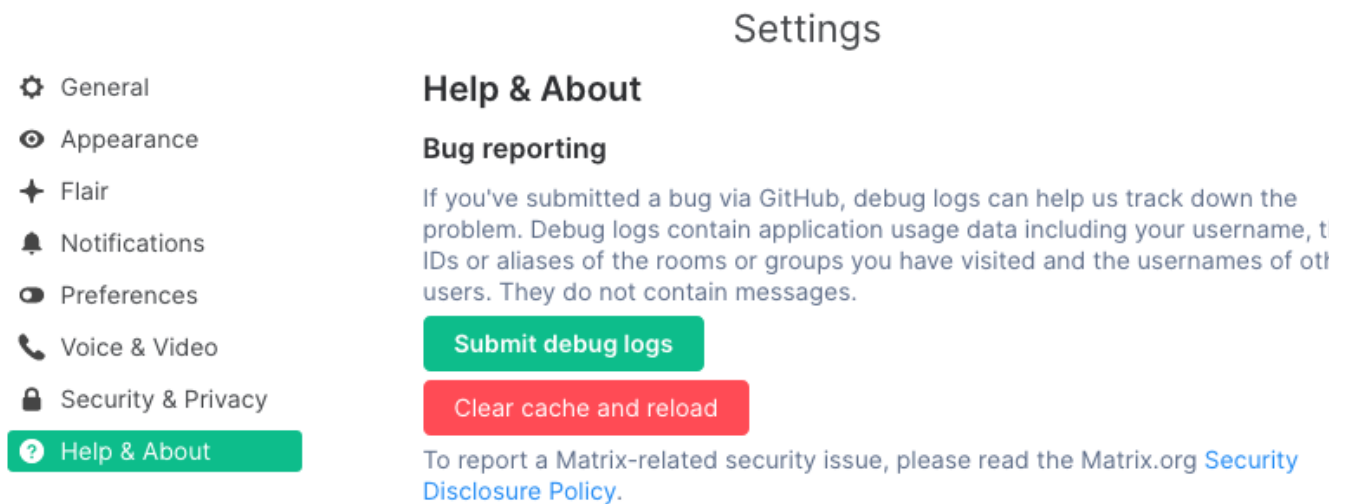 Settings
General
Appearance
Flair
Notifications
Preferences
Voice & Video
Security & Privacy
Help & About
Help & About
Bug reporting
If you've submitted a bug via GitHub, debug logs can help us track down the
problem. Debug logs contain application usage data including your username,
IDs or aliases of the rooms or groups you have visited and the usernames of
users. They do not contain messages.
Submit debug logs
Clear cache and reload
To report a Matrix-related security issue, please read the Matrix.org Security
Disclosure Policy.